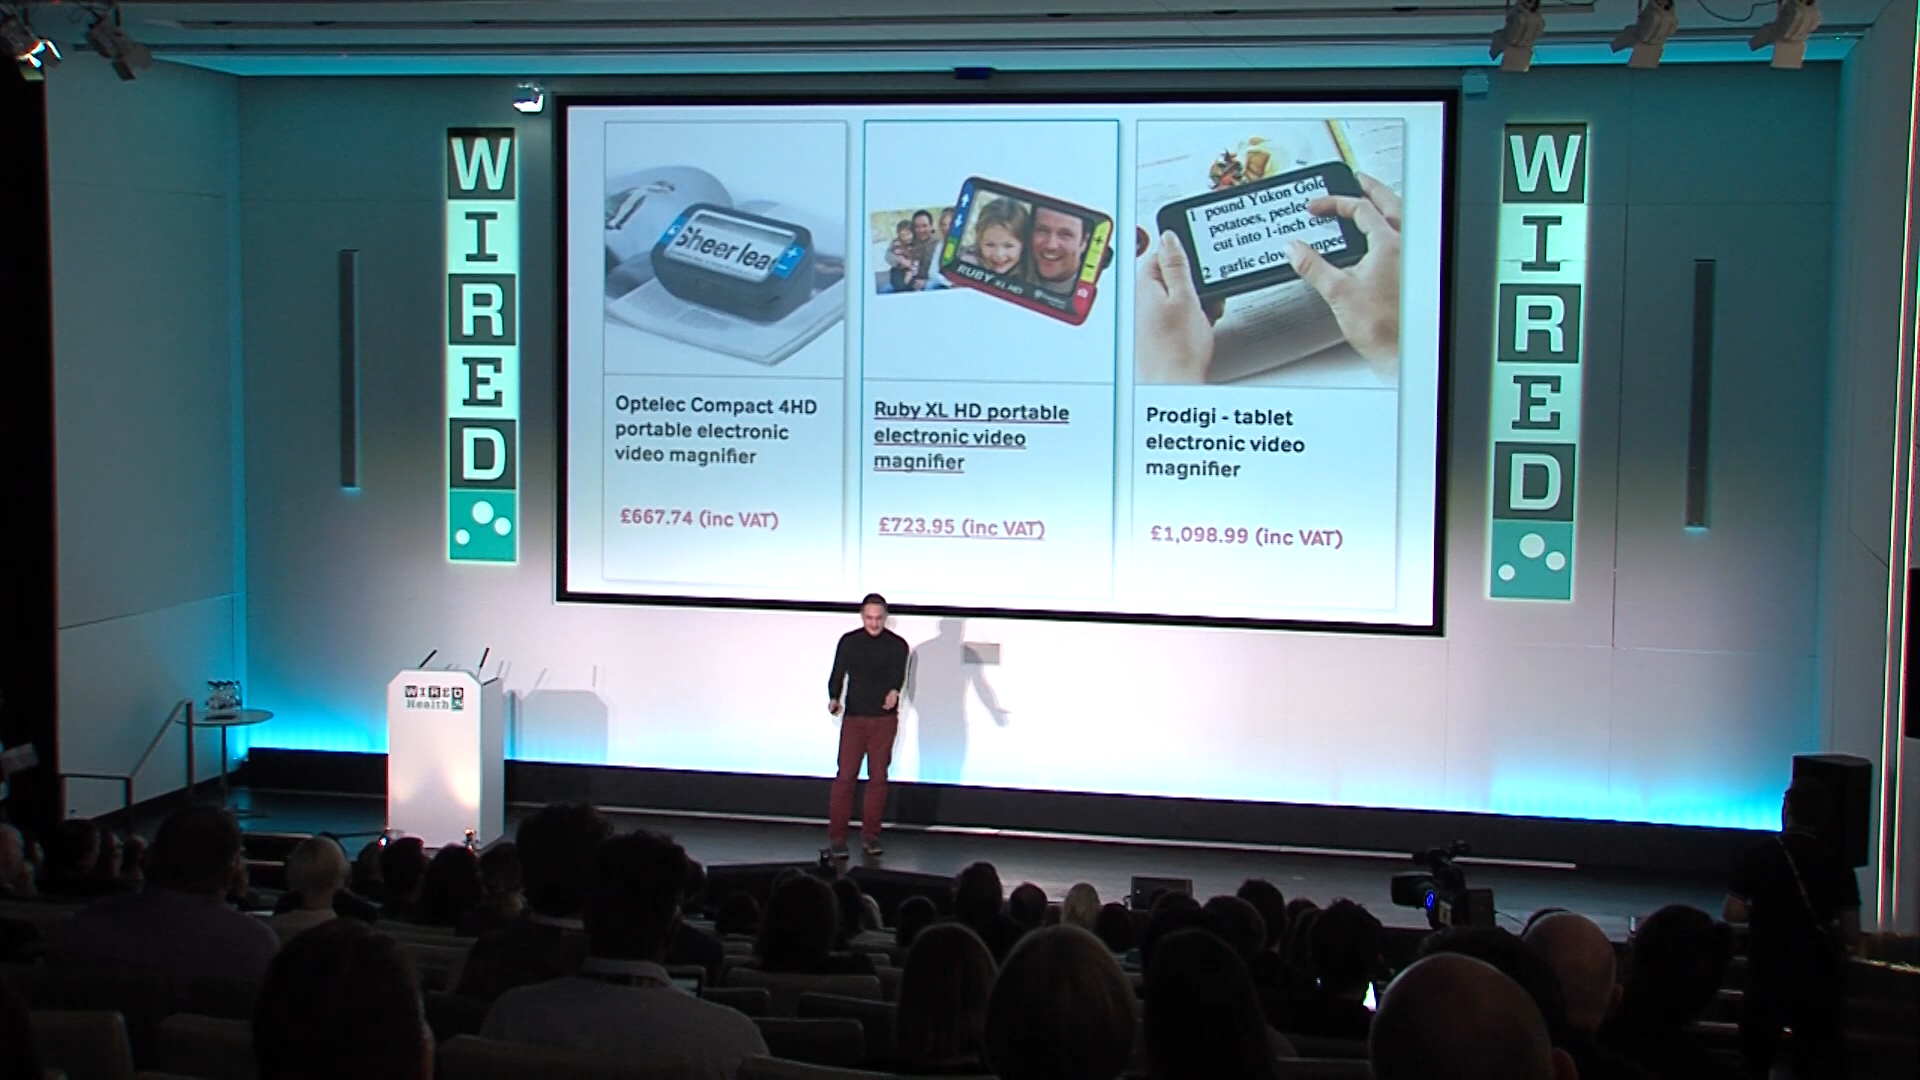 WIRED
Sheer lea
RUBY XL HD
1 pound Yukon Gold
potatoes, peeled
cut into 1-inch
2 garlic clov
Optelec Compact 4HD
portable electronic
video magnifier
£667.74 (inc VAT)
Ruby XL HD portable
electronic video
magnifier
£723.95 (inc VAT)
Prodigi - tablet
electronic video
magnifier
£1,098.99 (inc VAT)
WIRED
WIRED
Health